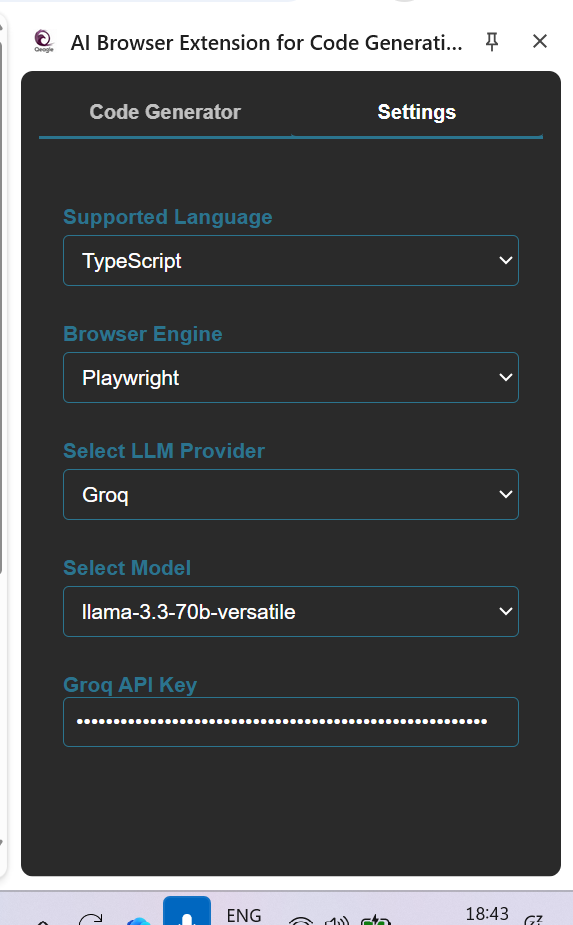 Qeagle
AI Browser Extension for Code Generati...
Code Generator
Settings
Supported Language
TypeScript
Browser Engine
Playwright
Select LLM Provider
Groq
Select Model
llama-3.3-70b-versatile
Groq API Key
ENG
18:43